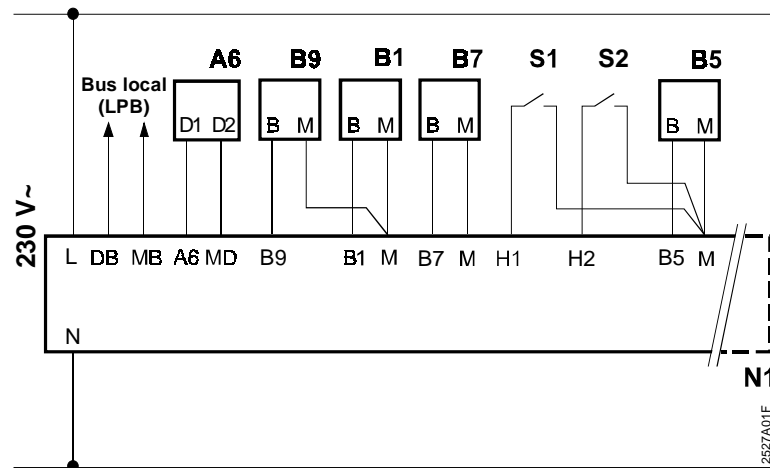 A6 B9 B1 B7 S1 S2 B5
Bus local
(LPB)
D1 D2 B M B M B M B M
230 V~
L DB MB A6 MD B9 B1 M B7 M H1 H2 B5 M
N
N1
2527A01F